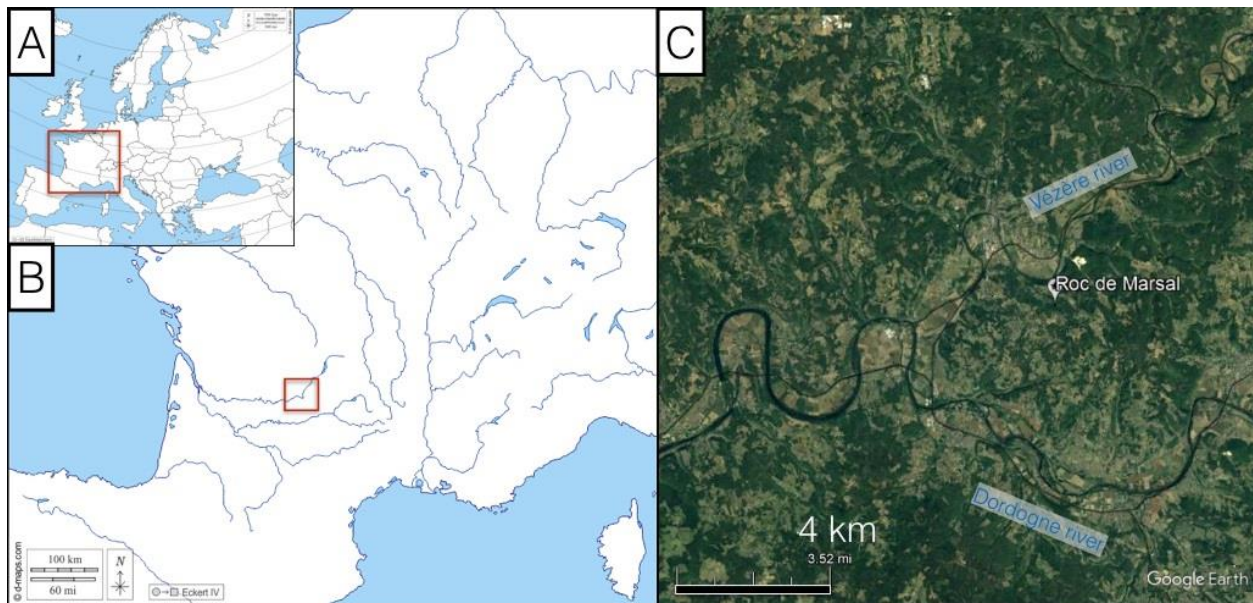 A
B
100 km
60 mi
N
© d-maps.com
Eckert IV
C
Vézère river
Roc de Marsal
Dordogne river
4 km
3.52 mi
Google Earth